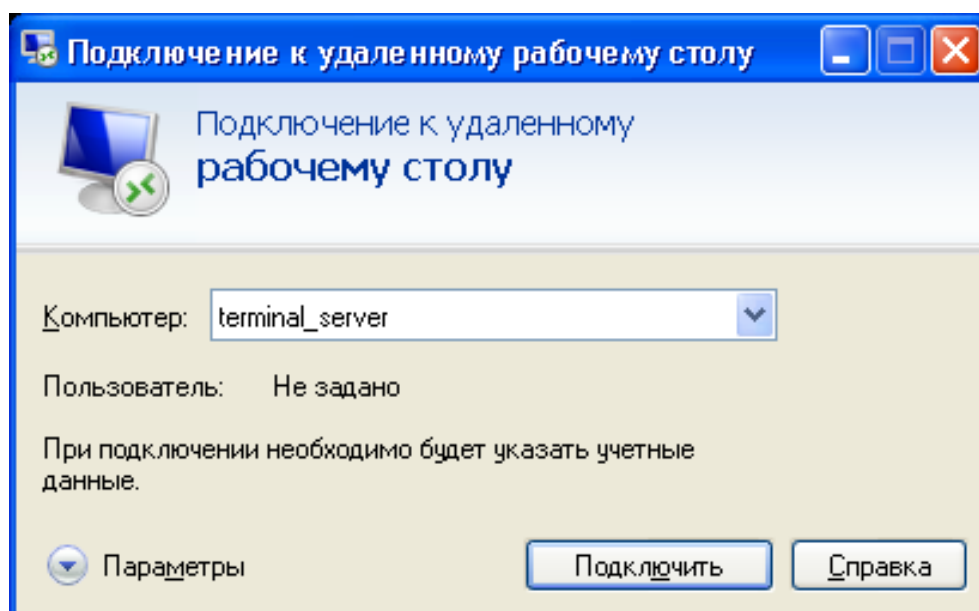 Подключение к удаленному рабочему столу
Подключение к удаленному
рабочему столу
Компьютер: terminal_server
Пользователь: Не задано
При подключении необходимо будет указать учетные
данные.
Параметры Подключить Справка